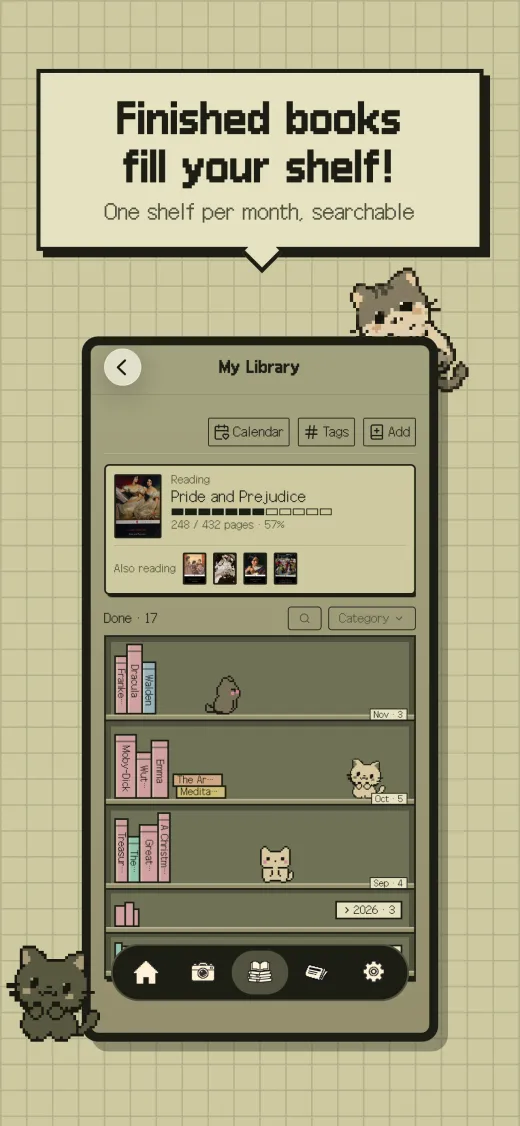 Finished books
fill your shelf!
One shelf per month, searchable
My Library
Calendar
Tags
Add
Reading
Pride and Prejudice
248 / 432 pages · 57%
Also reading
Done · 17
Category
Franke…
Dracula
Walden
Nov · 3
Moby-Dick
Wut…
Emma
The Ar…
Medita…
Oct · 5
Treasur…
The…
Great…
A Christm…
Sep · 4
2026 · 3